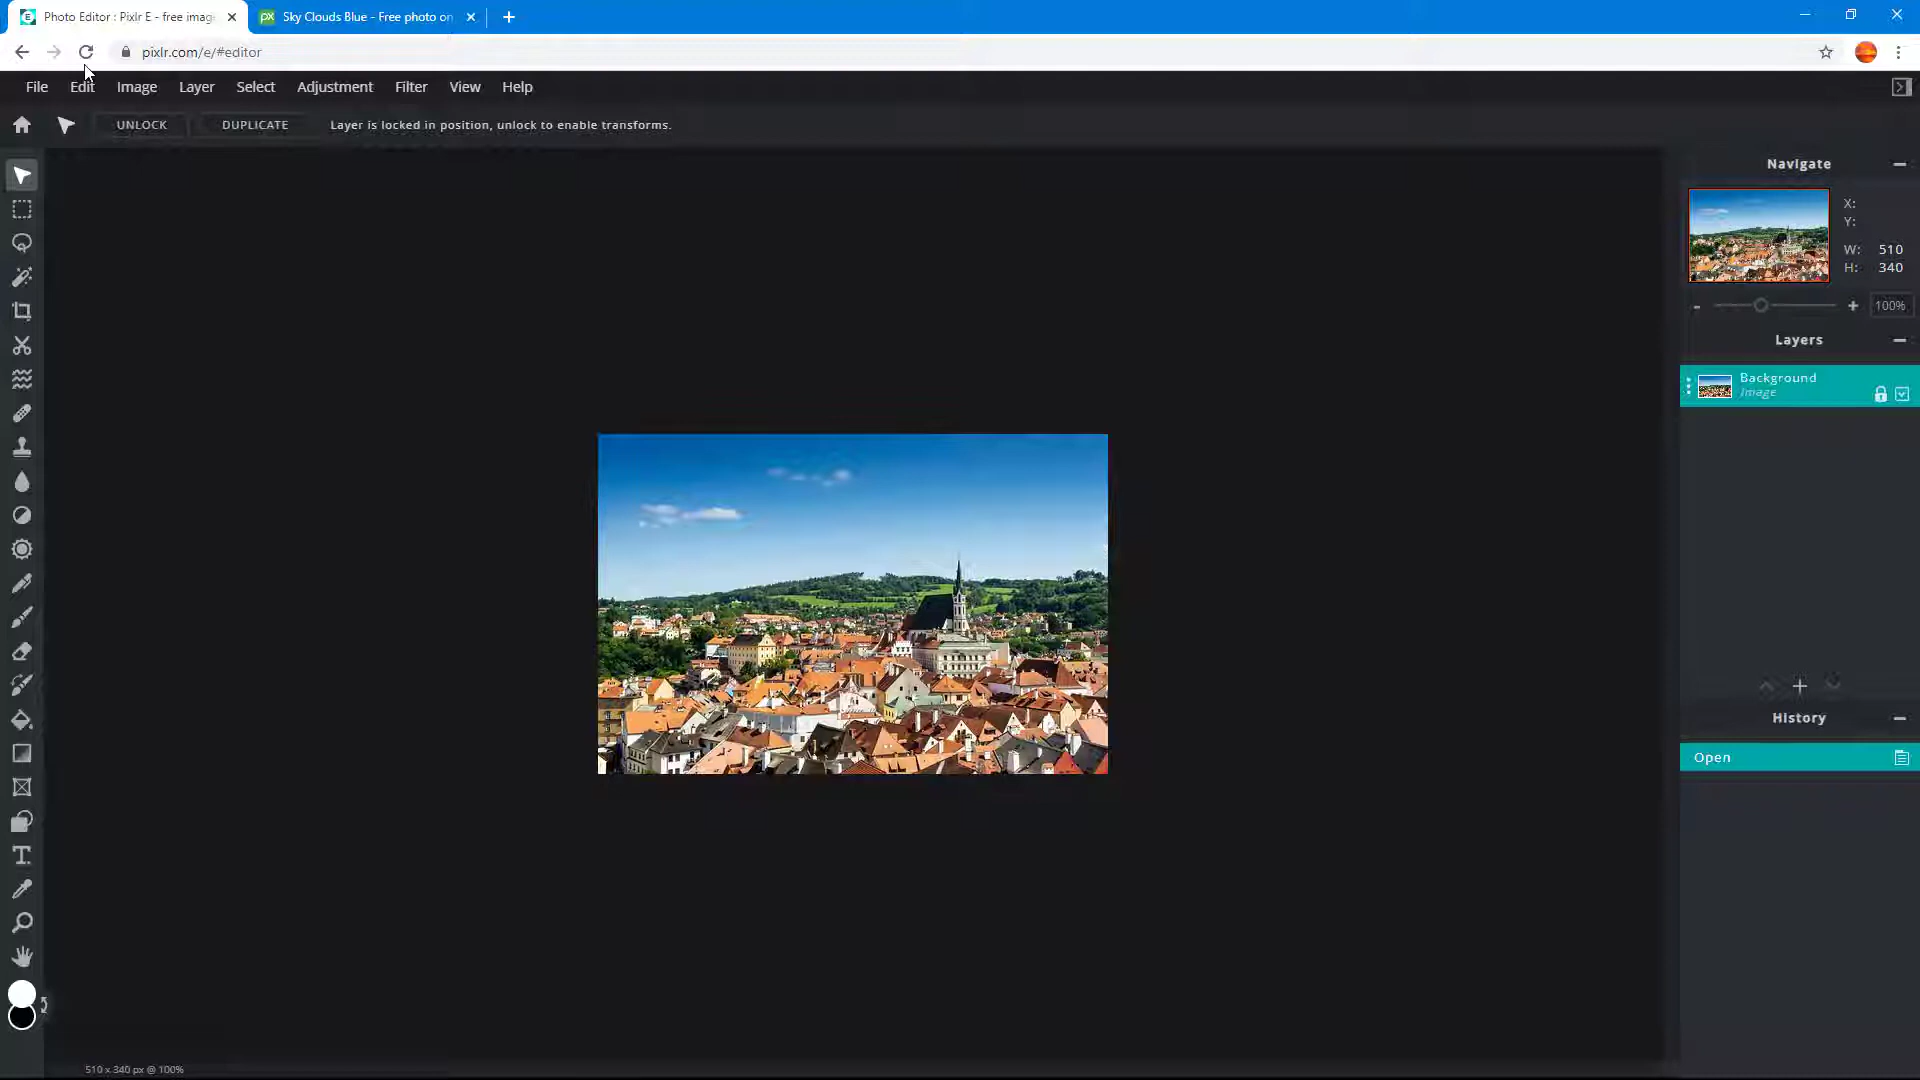 Photo Editor : Pixlr E - free imag
Sky Clouds Blue - Free photo on
pixlr.com/e/#editor
File Edit Image Layer Select Adjustment Filter View Help
UNLOCK DUPLICATE Layer is locked in position, unlock to enable transforms.
Navigate
X:
Y:
W: 510
H: 340
- + 100%
Layers
Background
Image
History
Open
510 x 340 px @ 100%